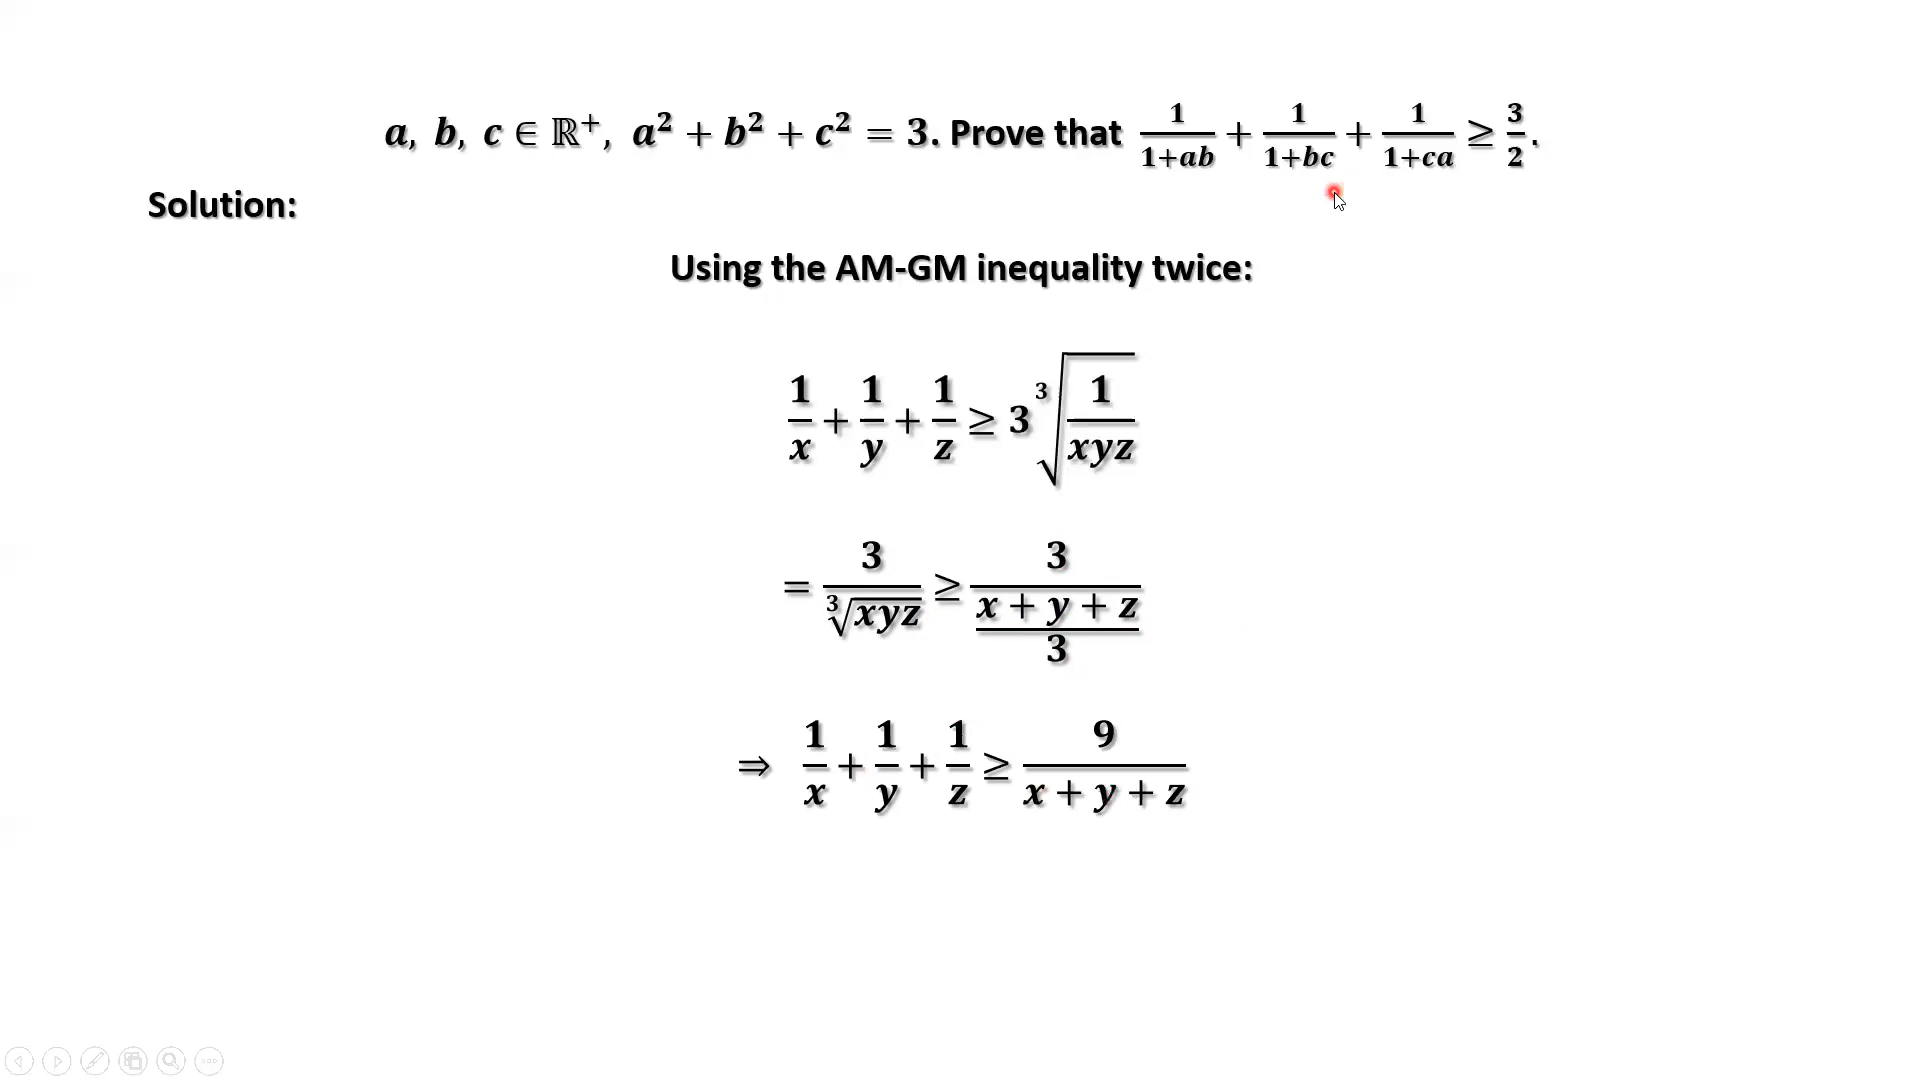 a, b, c ∈ ℝ⁺, a² + b² + c² = 3. Prove that 1/(1+ab) + 1/(1+bc) + 1/(1+ca) ≥ 3/2.
Solution:
Using the AM-GM inequality twice:
1/x + 1/y + 1/z ≥ 3 ∛(1/(xyz))
= 3/∛(xyz) ≥ 3/((x + y + z)/3)
⇒ 1/x + 1/y + 1/z ≥ 9/(x + y + z)